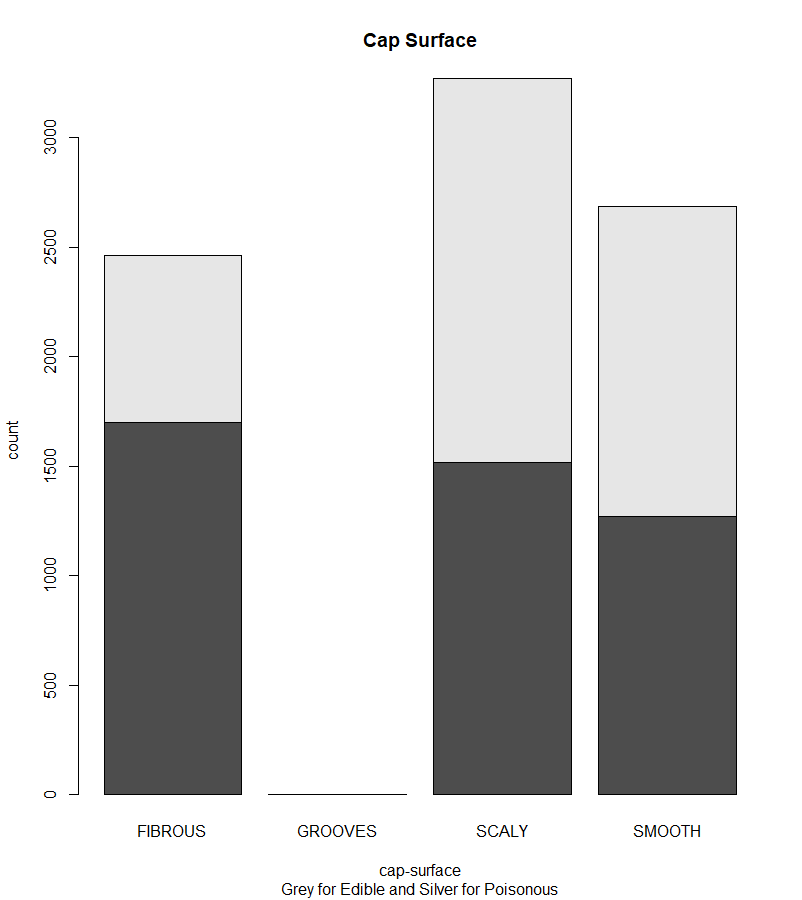 Cap Surface
3000
2500
2000
1500
1000
500
0
count
FIBROUS GROOVES SCALY SMOOTH
cap-surface
Grey for Edible and Silver for Poisonous